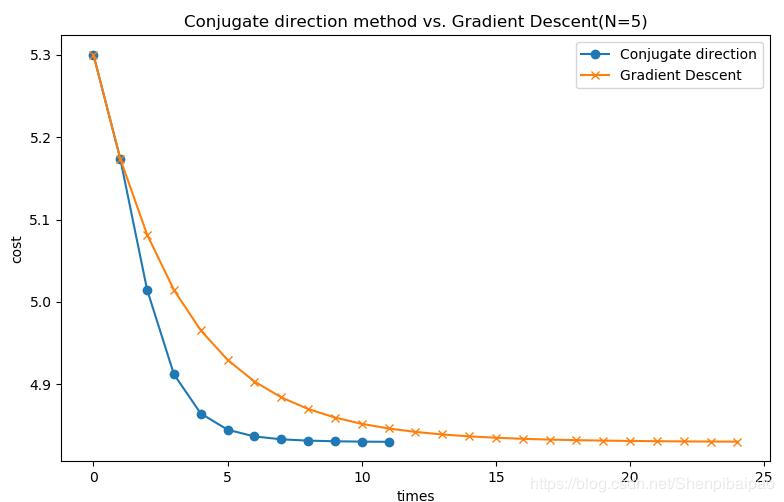 Conjugate direction method vs. Gradient Descent(N=5)
Conjugate direction
Gradient Descent
5.3
5.2
5.1
5.0
4.9
cost
0 5 10 15 20 25
times
https://blog.csdn.net/Shenpibaipao